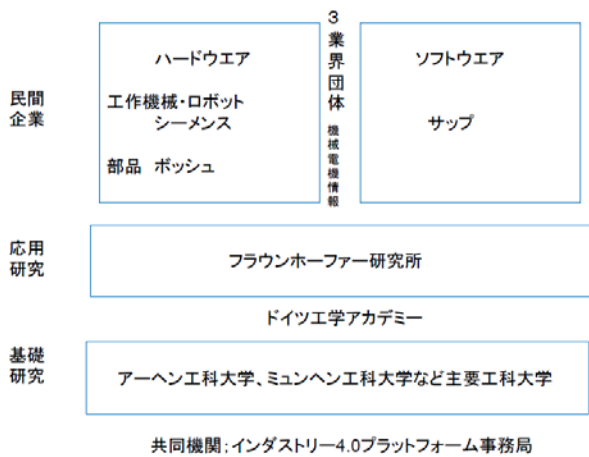 民間
企業
ハードウエア
工作機械・ロボット
シーメンス
部品 ボッシュ
3
業
界
団
体
機
械
電
機
情
報
ソフトウエア
サップ
応用
研究
フラウンホーファー研究所
ドイツ工学アカデミー
基礎
研究
アーヘン工科大学、ミュンヘン工科大学など主要工科大学
共同機関;インダストリー4.0プラットフォーム事務局